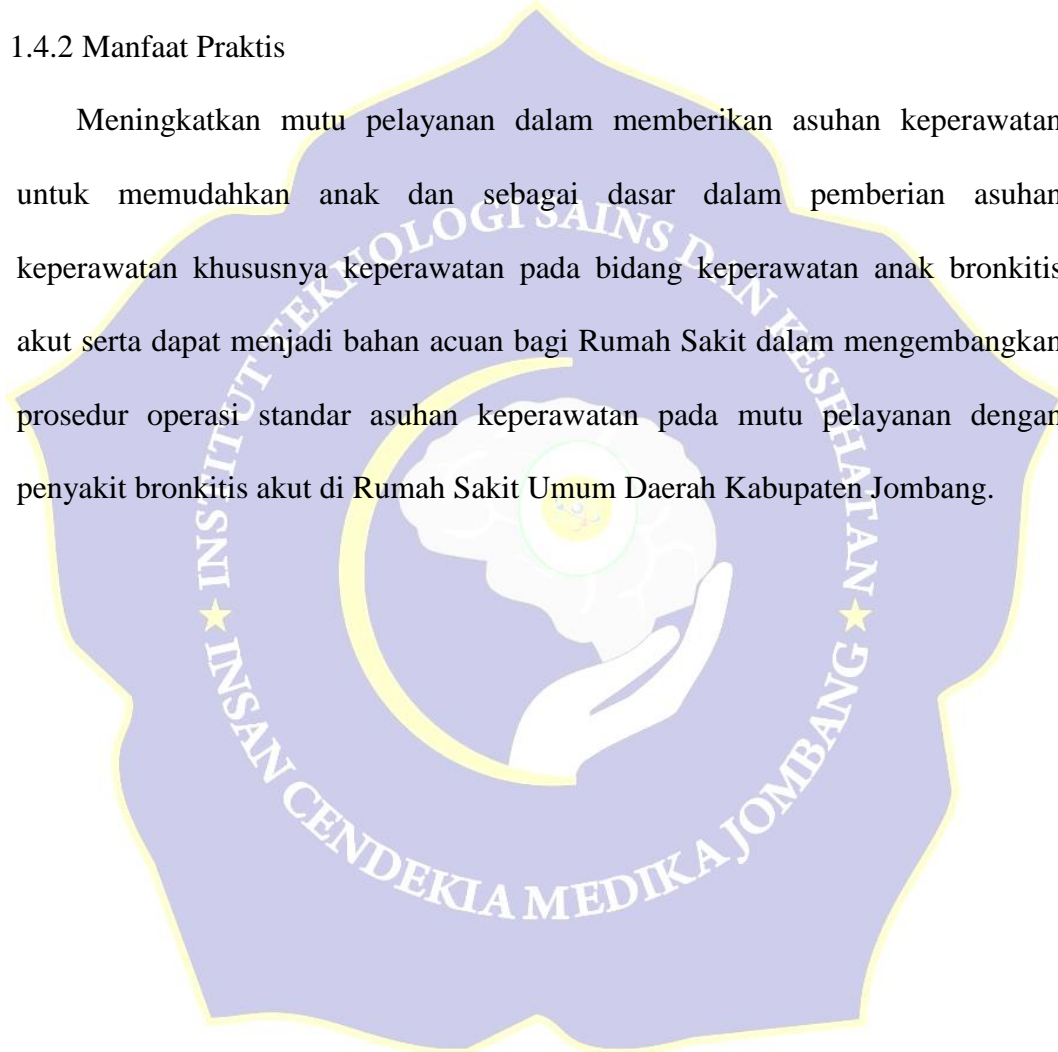 1.4.2 Manfaat Praktis
Meningkatkan mutu pelayanan dalam memberikan asuhan keperawatan
untuk memudahkan anak dan sebagai dasar dalam pemberian asuhan
keperawatan khususnya keperawatan pada bidang keperawatan anak bronkitis
akut serta dapat menjadi bahan acuan bagi Rumah Sakit dalam mengembangkan
prosedur operasi standar asuhan keperawatan pada mutu pelayanan dengan
penyakit bronkitis akut di Rumah Sakit Umum Daerah Kabupaten Jombang.
INSTITUT TEKNOLOGI SAINS DAN KESEHATAN
INSAN CENDEKIA MEDIKA JOMBANG